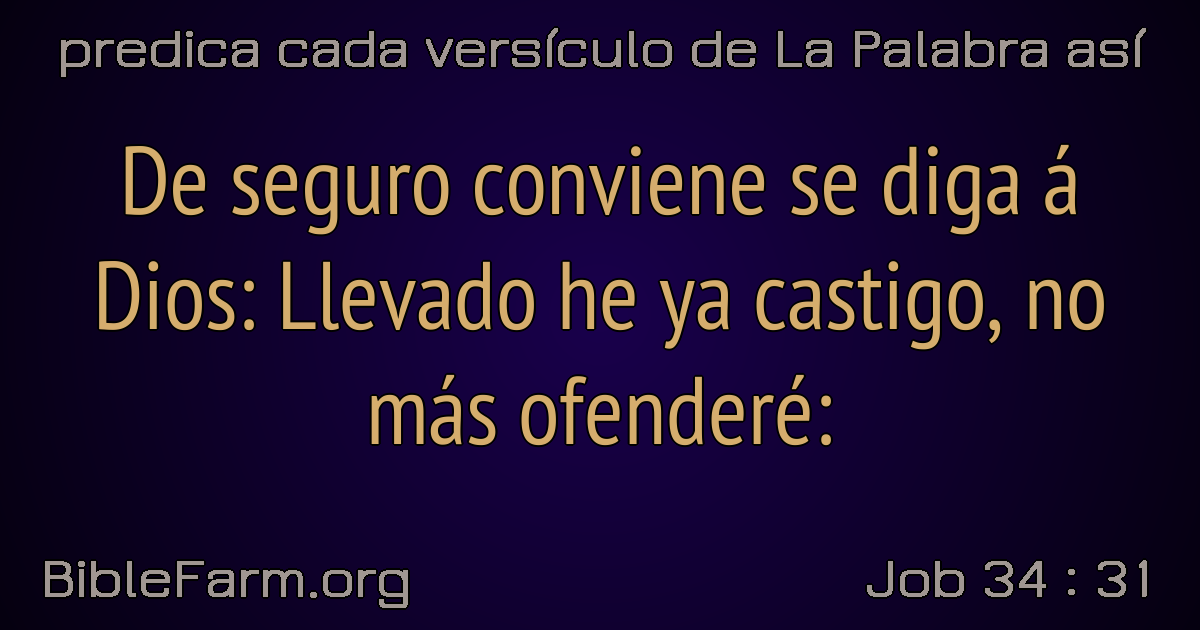 predica cada versículo de La Palabra así
De seguro conviene se diga á
Dios: Llevado he ya castigo, no
más ofenderé:
BibleFarm.org
Job 34 : 31